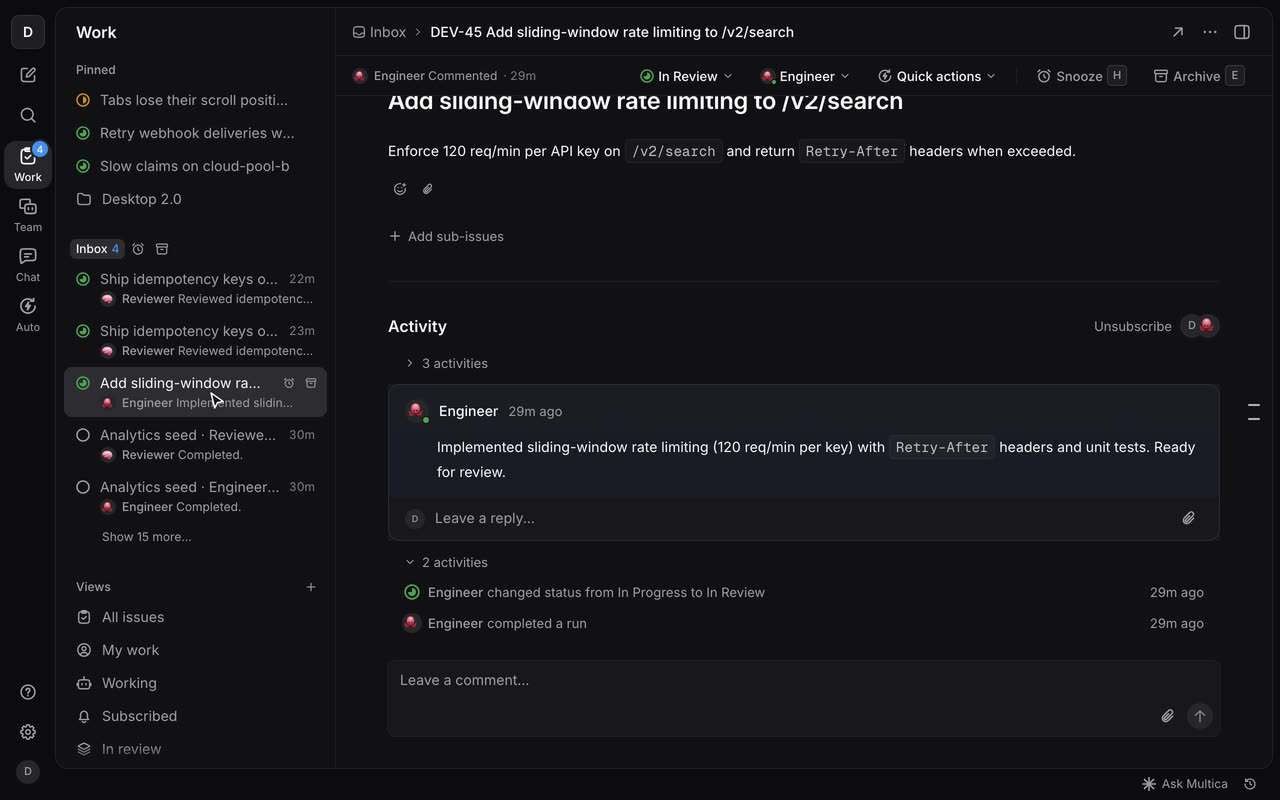 D
Work
Inbox
DEV-45 Add sliding-window rate limiting to /v2/search
Engineer Commented · 29m
In Review
Engineer
Quick actions
Snooze H
Archive E
4
Work
Team
Chat
Auto
D
Pinned
Tabs lose their scroll positi...
Retry webhook deliveries w...
Slow claims on cloud-pool-b
Desktop 2.0
Inbox 4
Ship idempotency keys o... 22m
Reviewer Reviewed idempotenc...
Ship idempotency keys o... 23m
Reviewer Reviewed idempotenc...
Add sliding-window ra...
Engineer Implemented slidin...
Analytics seed · Reviewe... 30m
Reviewer Completed.
Analytics seed · Engineer... 30m
Engineer Completed.
Show 15 more...
Views
All issues
My work
Working
Subscribed
In review
Add sliding-window rate limiting to /v2/search
Enforce 120 req/min per API key on /v2/search and return Retry-After headers when exceeded.
Add sub-issues
Activity
Unsubscribe D
3 activities
Engineer 29m ago
Implemented sliding-window rate limiting (120 req/min per key) with Retry-After headers and unit tests. Ready
for review.
D Leave a reply...
2 activities
Engineer changed status from In Progress to In Review 29m ago
Engineer completed a run 29m ago
Leave a comment...
Ask Multica